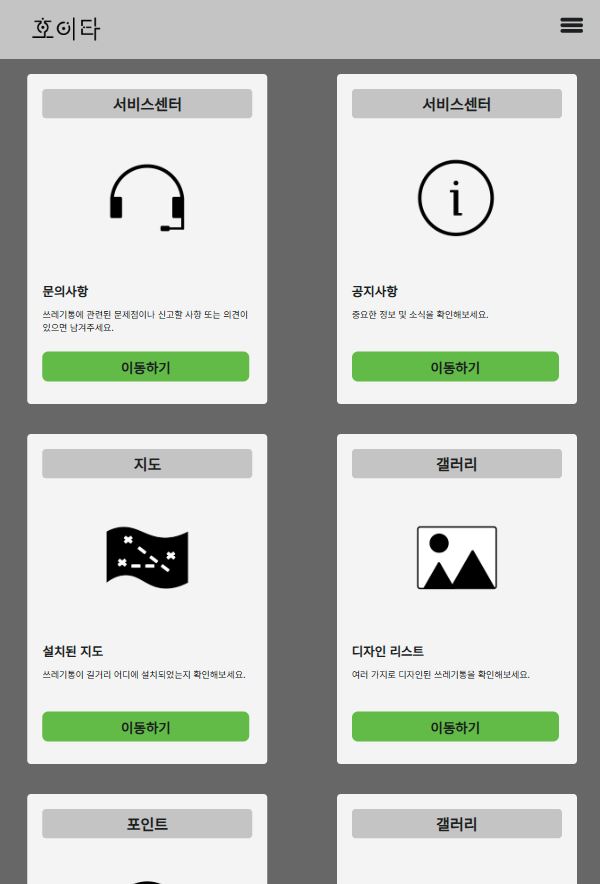 호이타
서비스센터
문의사항
쓰레기통에 관련된 문제점이나 신고할 사항 또는 의견이
있으면 남겨주세요.
이동하기
서비스센터
i
공지사항
중요한 정보 및 소식을 확인해보세요.
이동하기
지도
설치된 지도
쓰레기통이 길거리 어디에 설치되었는지 확인해보세요.
이동하기
갤러리
디자인 리스트
여러 가지로 디자인된 쓰레기통을 확인해보세요.
이동하기
포인트
갤러리